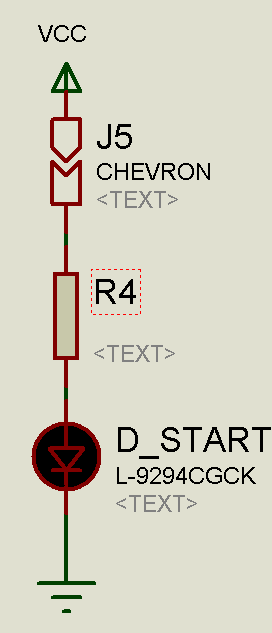 VCC
J5
CHEVRON
<TEXT>
R4
<TEXT>
D_START
L-9294CGCK
<TEXT>